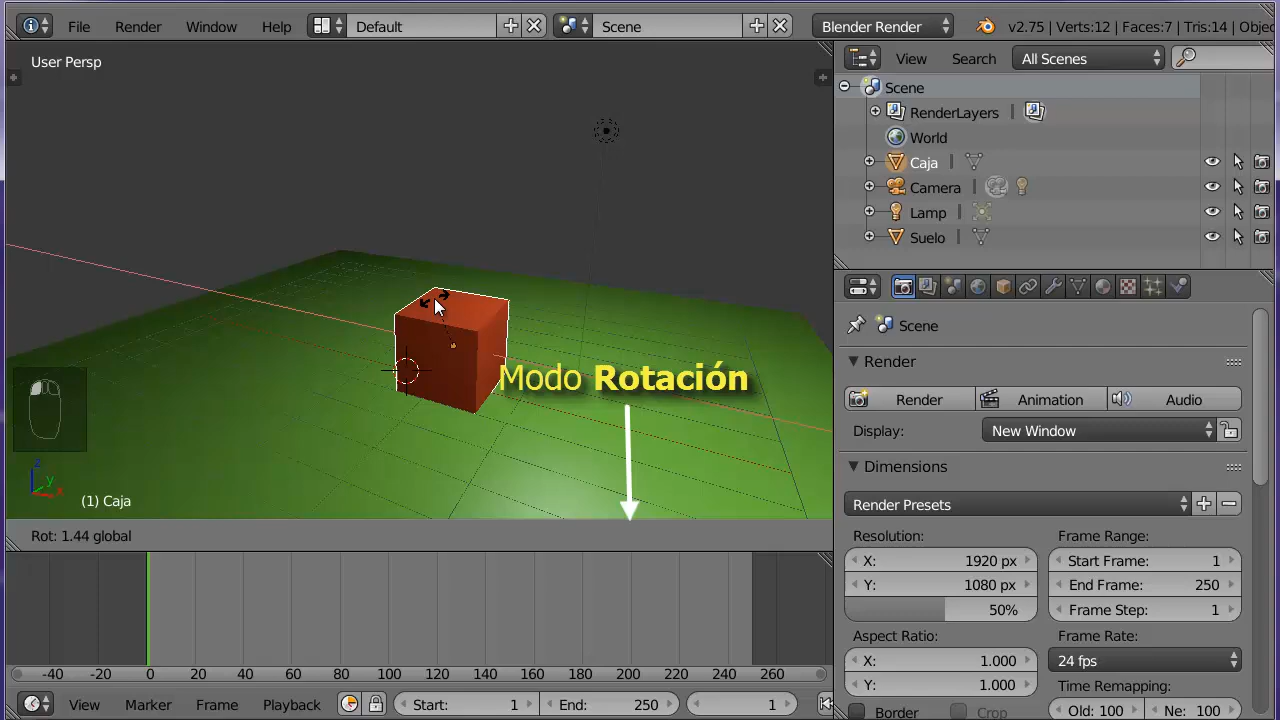 File Render Window Help Default Scene Blender Render v2.75 | Verts:12 | Faces:7 | Tris:14 | Objec
User Persp
View Search All Scenes
Scene
RenderLayers
World
Caja
Camera
Lamp
Suelo
Scene
Render
Render Animation Audio
Display: New Window
Dimensions
Render Presets
Resolution: Frame Range:
X: 1920 px Start Frame: 1
Y: 1080 px End Frame: 250
50% Frame Step: 1
Aspect Ratio: Frame Rate:
X: 1.000 24 fps
Y: 1.000 Time Remapping:
Border Crop Old: 100 Ne: 100
Modo Rotación
z
y
x
(1) Caja
Rot: 1.44 global
-40 -20 0 20 40 60 80 100 120 140 160 180 200 220 240 260
View Marker Frame Playback Start: 1 End: 250 1